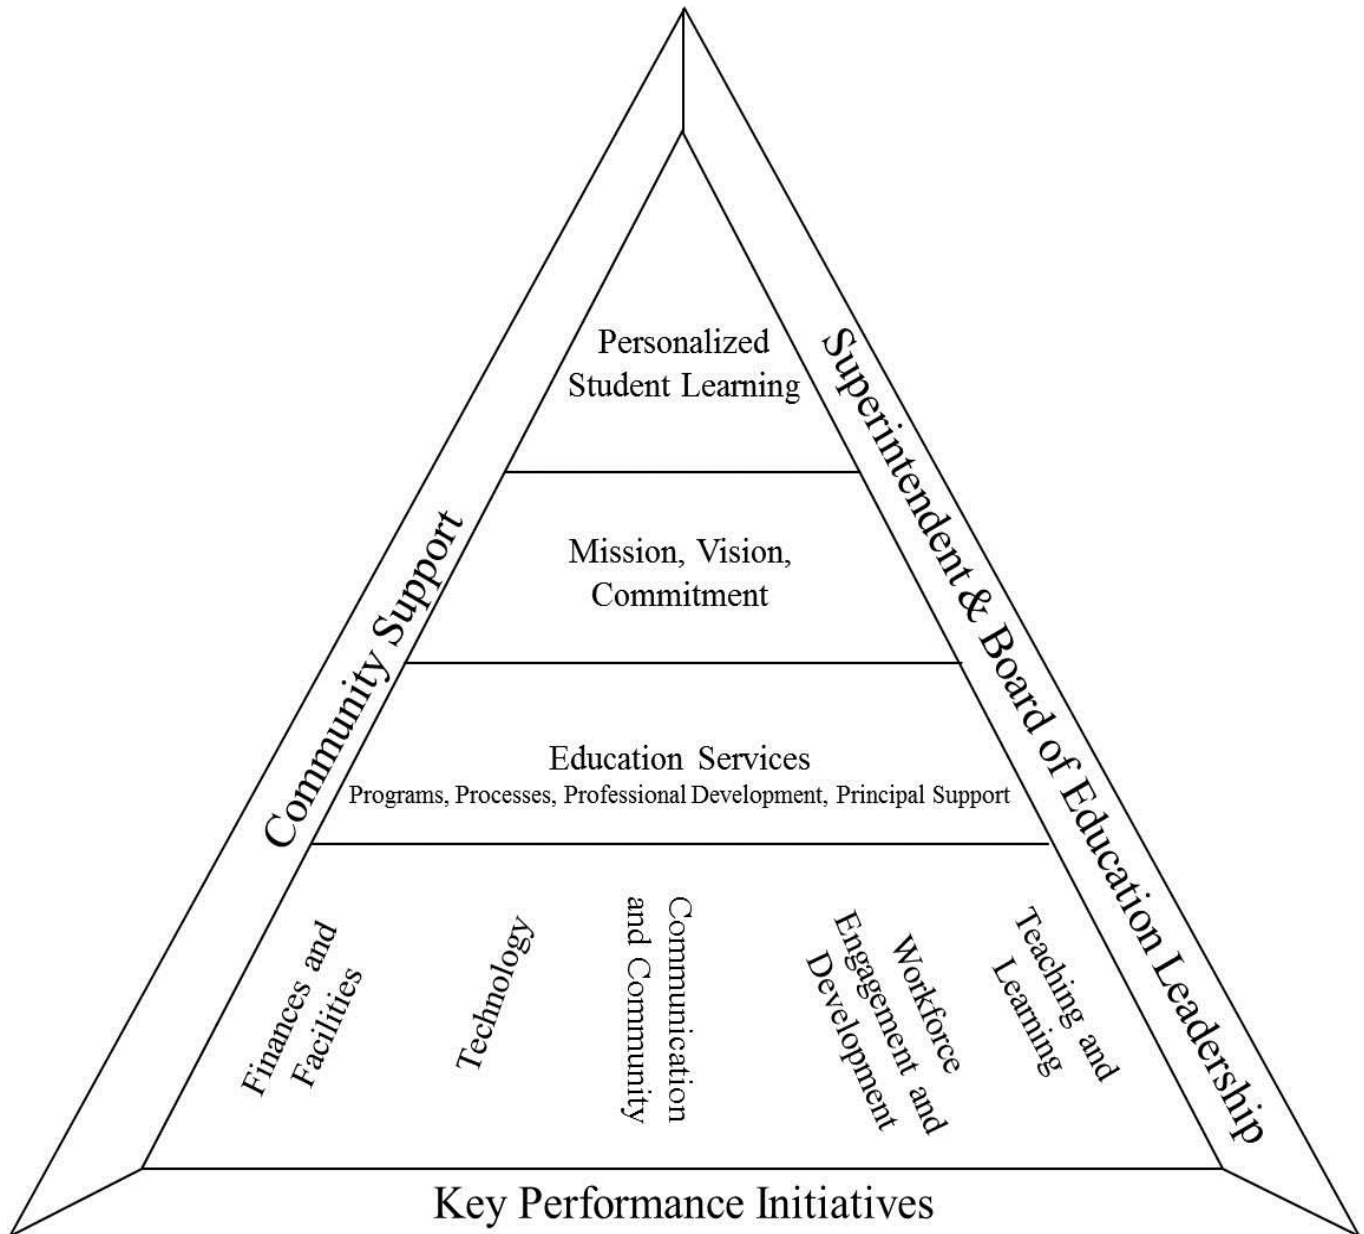 Personalized
Student Learning
Mission, Vision,
Commitment
Education Services
Programs, Processes, Professional Development, Principal Support
Community Support
Superintendent & Board of Education Leadership
Finances and
Facilities
Technology
Communication
and Community
Workforce
Engagement and
Development
Teaching and
Learning
Key Performance Initiatives